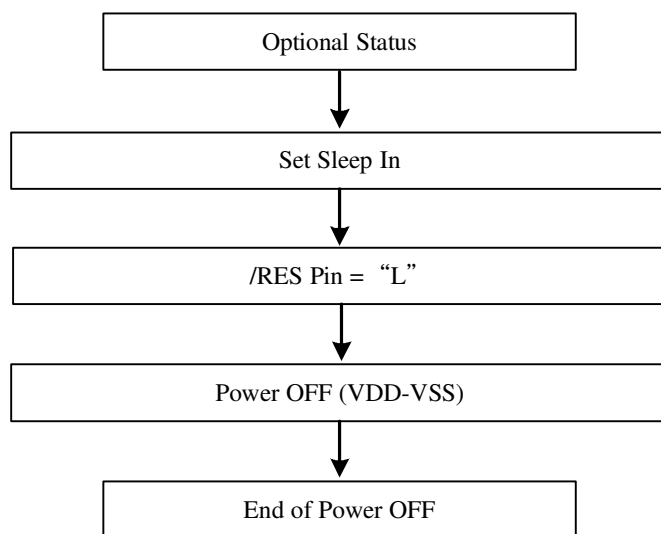 Optional Status
Set Sleep In
/RES Pin = “L”
Power OFF (VDD-VSS)
End of Power OFF